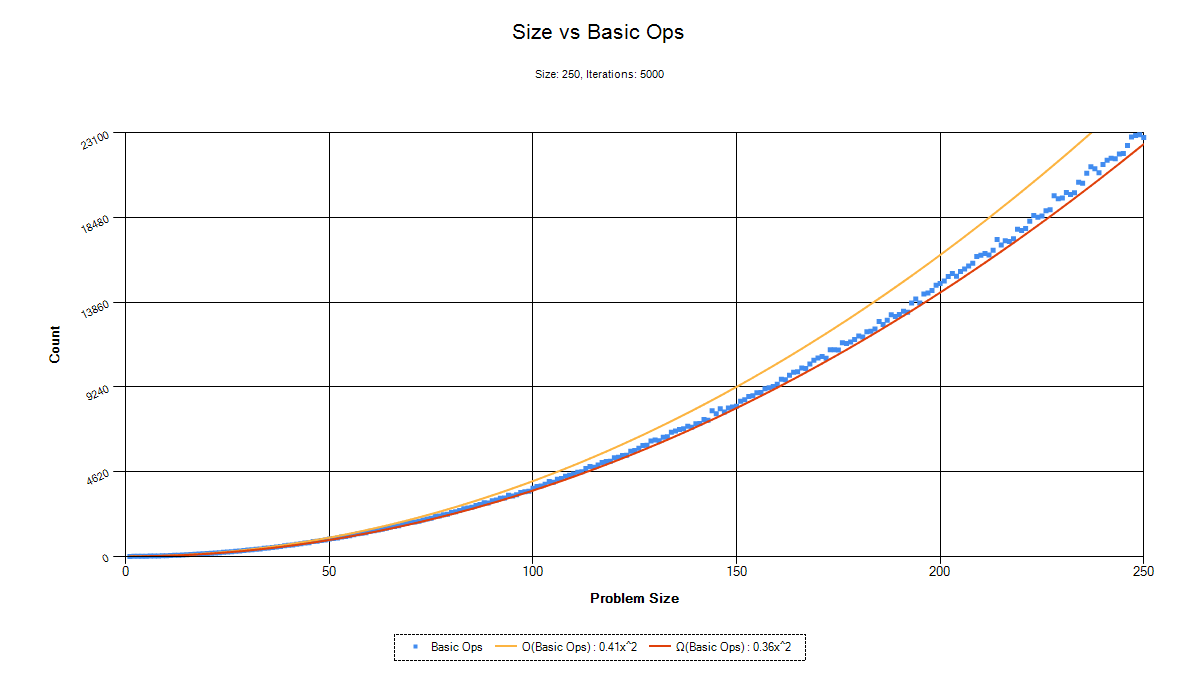 Size vs Basic Ops
Size: 250, Iterations: 5000
23100
18480
13860
9240
4620
0
Count
0 50 100 150 200 250
Problem Size
Basic Ops O(Basic Ops) : 0.41x^2 Ω(Basic Ops) : 0.36x^2